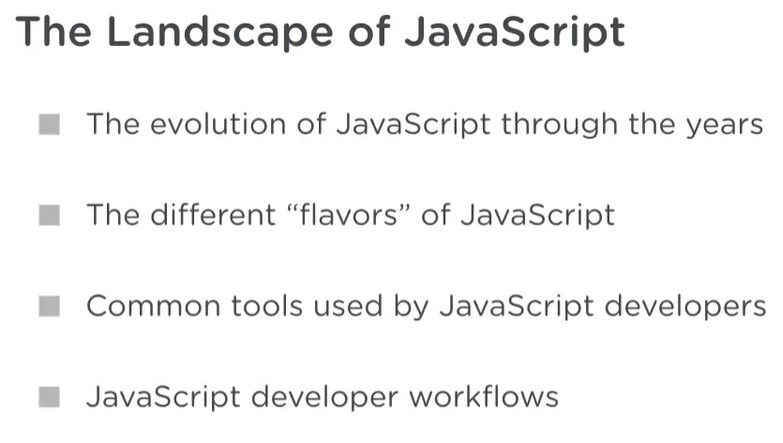 The Landscape of JavaScript
The evolution of JavaScript through the years
The different “flavors” of JavaScript
Common tools used by JavaScript developers
JavaScript developer workflows